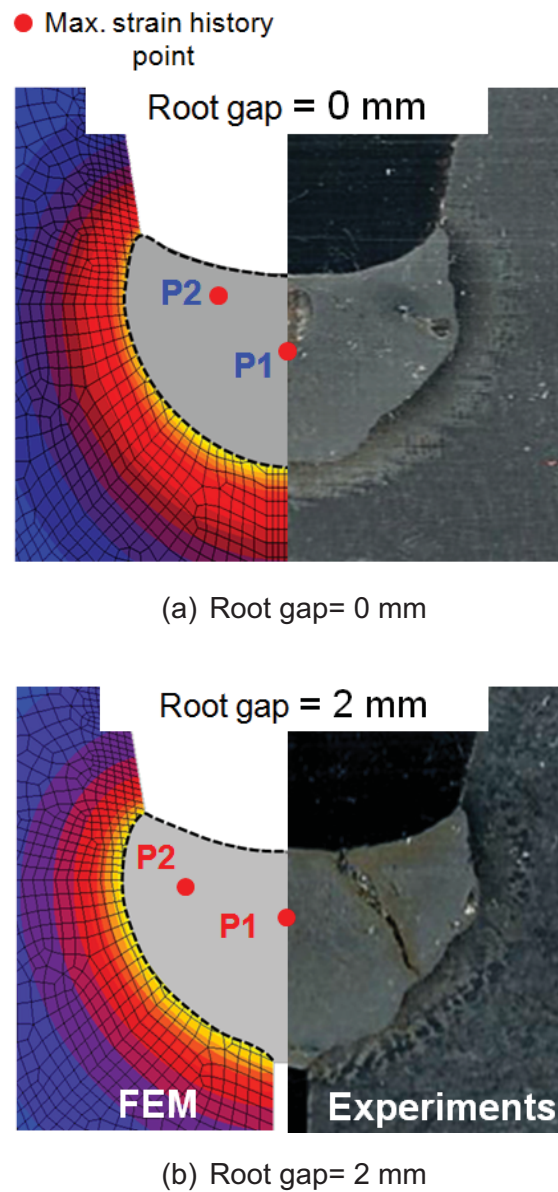 Max. strain history
point
Root gap = 0 mm
P2
P1
(a) Root gap= 0 mm
Root gap = 2 mm
P2
P1
FEM
Experiments
(b) Root gap= 2 mm